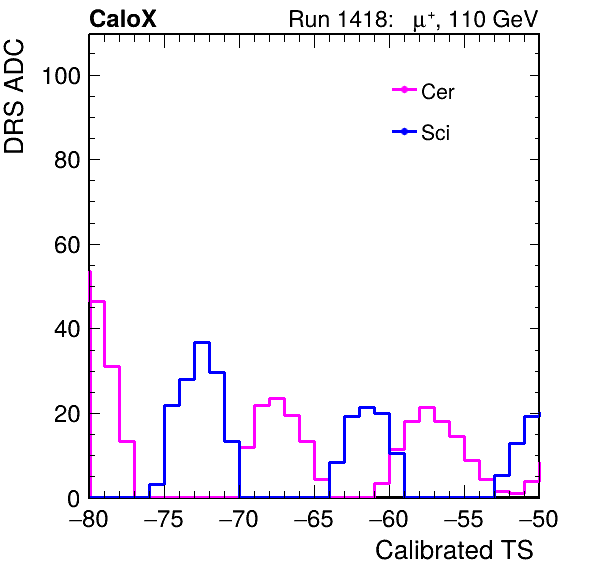 CaloX Run 1418: μ⁺, 110 GeV
DRS ADC
100
80
60
40
20
0
Cer
Sci
−80 −75 −70 −65 −60 −55 −50
Calibrated TS